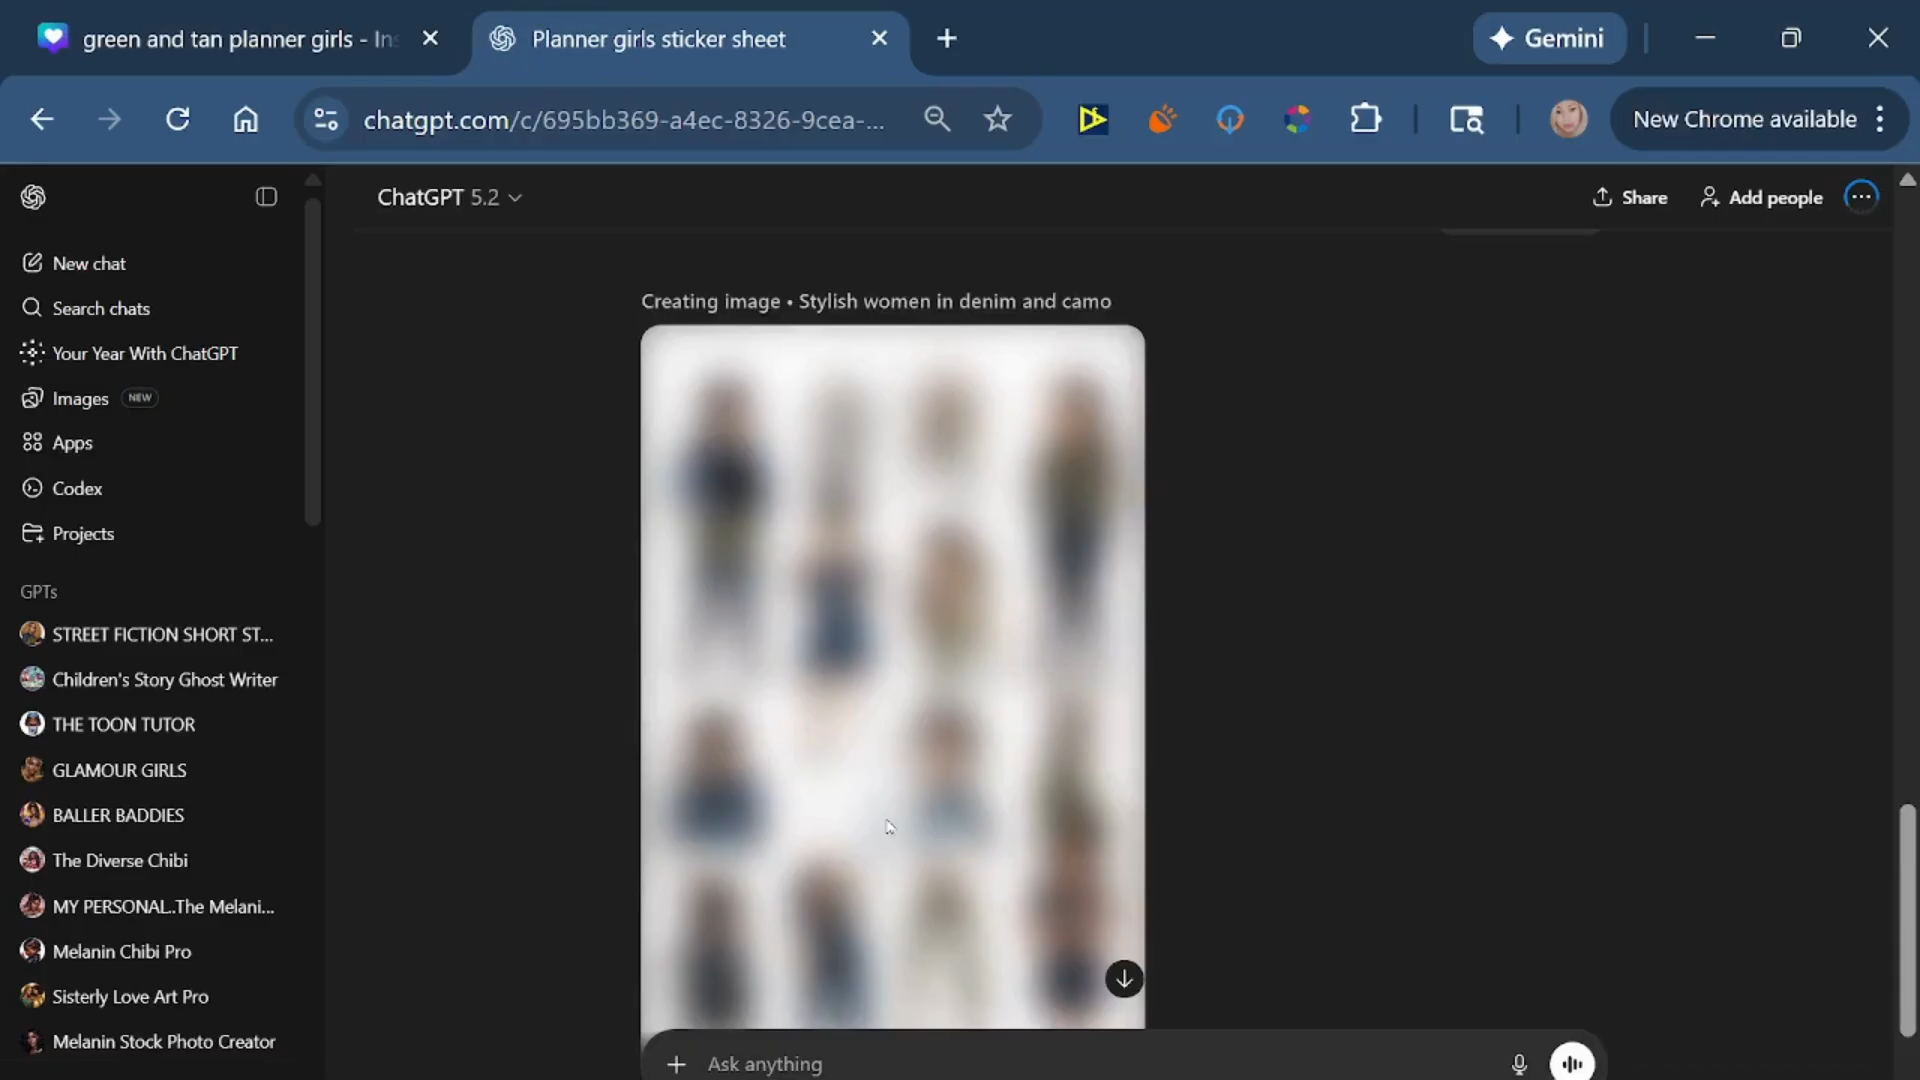 green and tan planner girls - Ins
Planner girls sticker sheet
Gemini
chatgpt.com/c/695bb369-a4ec-8326-9cea-...
New Chrome available
ChatGPT 5.2
Share
Add people
New chat
Search chats
Your Year With ChatGPT
Images NEW
Apps
Codex
Projects
GPTs
STREET FICTION SHORT ST...
Children's Story Ghost Writer
THE TOON TUTOR
GLAMOUR GIRLS
BALLER BADDIES
The Diverse Chibi
MY PERSONAL..The Melani...
Melanin Chibi Pro
Sisterly Love Art Pro
Melanin Stock Photo Creator
Creating image • Stylish women in denim and camo
Ask anything